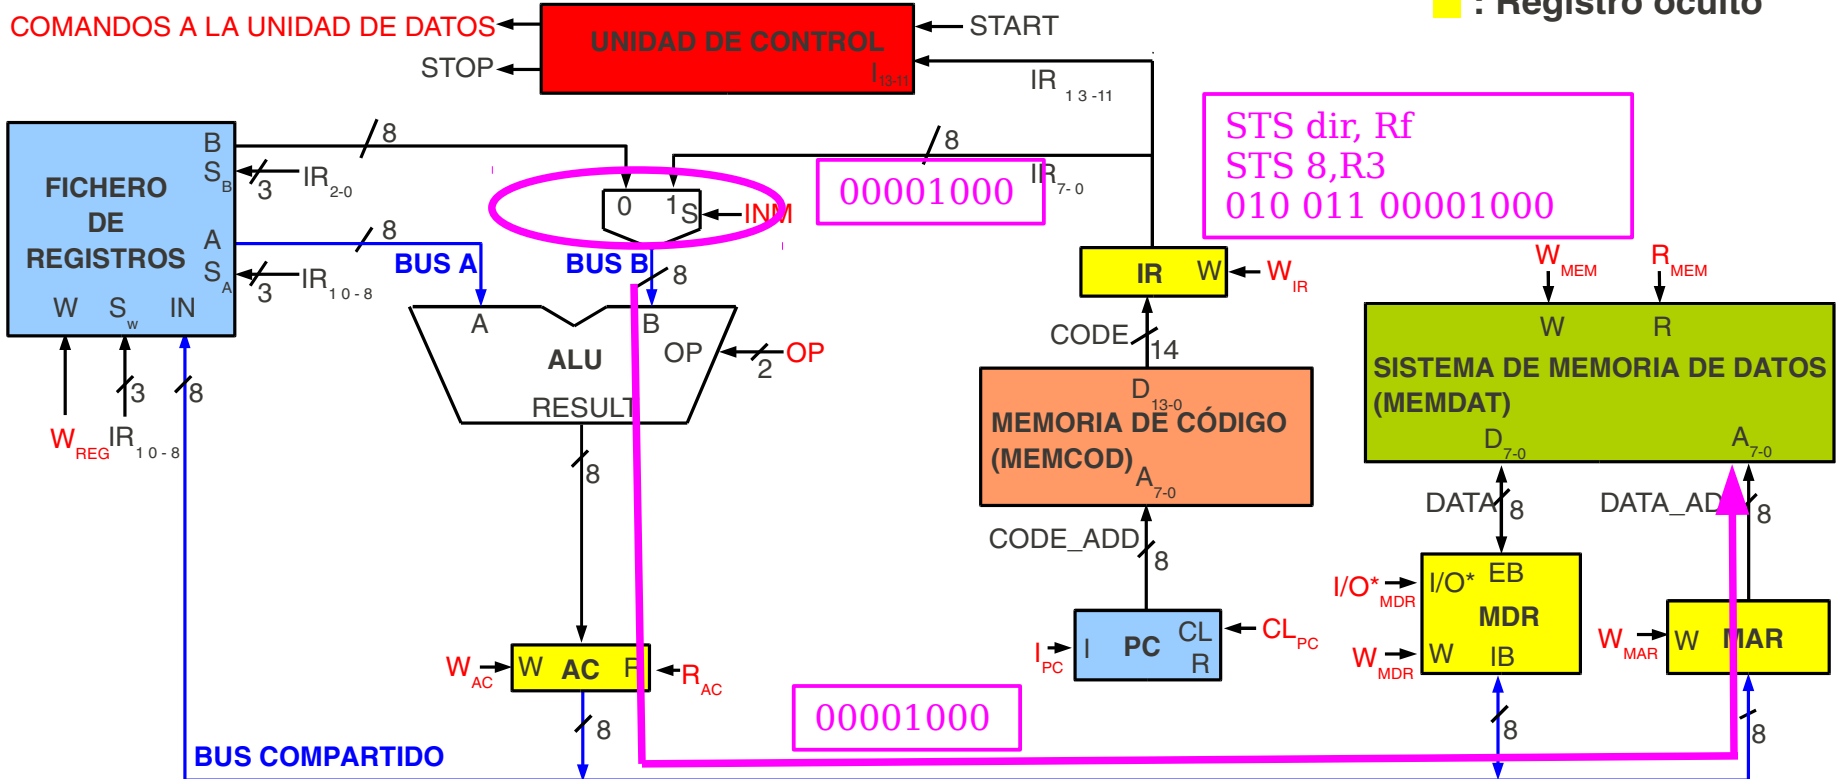 : Registro oculto
COMANDOS A LA UNIDAD DE DATOS
UNIDAD DE CONTROL
START
STOP
I13-11
IR 13-11
STS dir, Rf
STS 8,R3
010 011 00001000
FICHERO
DE
REGISTROS
B
SB
A
SA
W
Sw
IN
8
3
IR2-0
8
3
IR10-8
WREG
3
IR10-8
8
8
IR7-0
00001000
0
1
S
INM
BUS A
BUS B
8
A
B
ALU
OP
2
OP
RESULT
8
WAC
W
AC
RAC
8
BUS COMPARTIDO
00001000
IR
W
WIR
CODE
14
D13-0
MEMORIA DE CÓDIGO
(MEMCOD)
A7-0
CODE_ADD
8
IPC
I
PC
CL
R
CLPC
WMEM
RMEM
W
R
SISTEMA DE MEMORIA DE DATOS
(MEMDAT)
D7-0
A7-0
DATA
8
DATA_AD
8
I/O*MDR
I/O*
EB
MDR
WMDR
W
IB
8
WMAR
W
MAR
8